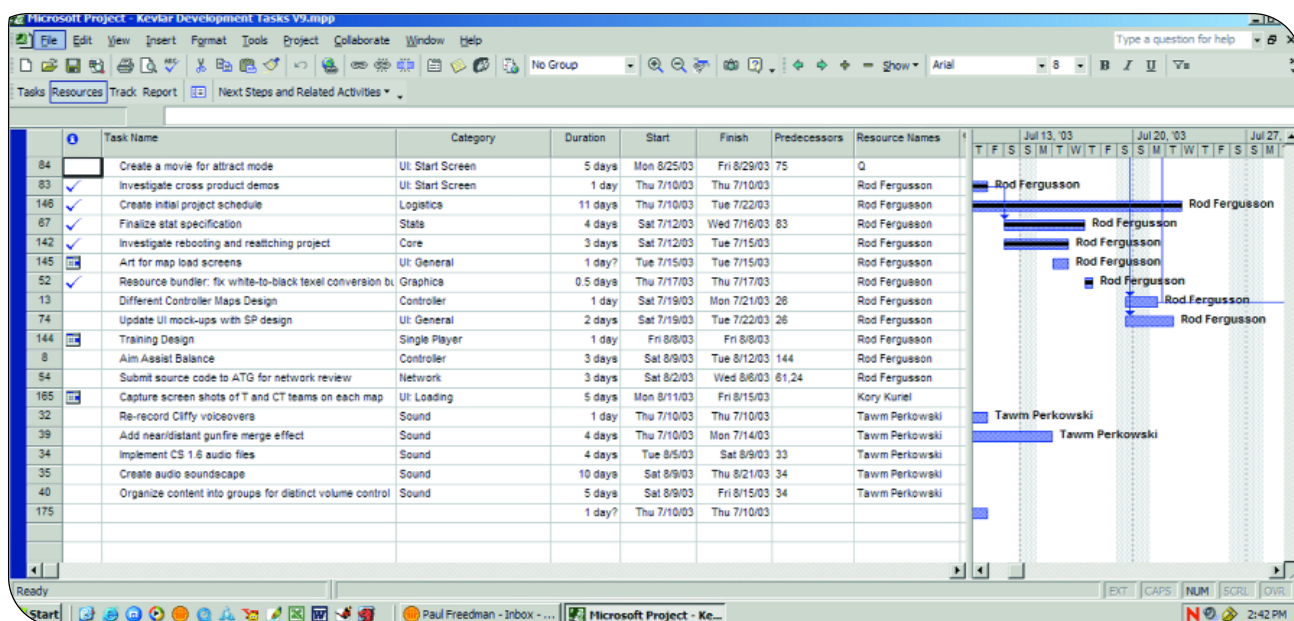 Microsoft Project - Kevlar Development Tasks V9.mpp
File Edit View Insert Format Tools Project Collaborate Window Help Type a question for help
No Group Show Arial 8 B I U
Tasks Resources Track Report Next Steps and Related Activities
Task Name Category Duration Start Finish Predecessors Resource Names Jul 13, '03 Jul 20, '03 Jul 27,
T F S S M T W T F S S M T W T F S S M
84 Create a movie for attract mode UI: Start Screen 5 days Mon 8/25/03 Fri 8/29/03 75 Q
83 Investigate cross product demos UI: Start Screen 1 day Thu 7/10/03 Thu 7/10/03 Rod Fergusson Rod Fergusson
146 Create initial project schedule Logistics 11 days Thu 7/10/03 Tue 7/22/03 Rod Fergusson Rod Fergusson
67 Finalize stat specification Stats 4 days Sat 7/12/03 Wed 7/16/03 83 Rod Fergusson Rod Fergusson
142 Investigate rebooting and reattching project Core 3 days Sat 7/12/03 Tue 7/15/03 Rod Fergusson Rod Fergusson
145 Art for map load screens UI: General 1 day? Tue 7/15/03 Tue 7/15/03 Rod Fergusson Rod Fergusson
52 Resource bundler: fix white-to-black texel conversion bu Graphics 0.5 days Thu 7/17/03 Thu 7/17/03 Rod Fergusson Rod Fergusson
13 Different Controller Maps Design Controller 1 day Sat 7/19/03 Mon 7/21/03 26 Rod Fergusson Rod Fergusson
74 Update UI mock-ups with SP design UI: General 2 days Sat 7/19/03 Tue 7/22/03 26 Rod Fergusson Rod Fergusson
144 Training Design Single Player 1 day Fri 8/8/03 Fri 8/8/03 Rod Fergusson
8 Aim Assist Balance Controller 3 days Sat 8/9/03 Tue 8/12/03 144 Rod Fergusson
54 Submit source code to ATG for network review Network 3 days Sat 8/2/03 Wed 8/6/03 61,24 Rod Fergusson
165 Capture screen shots of T and CT teams on each map UI: Loading 5 days Mon 8/11/03 Fri 8/15/03 Kory Kuriel
32 Re-record Cliffy voiceovers Sound 1 day Thu 7/10/03 Thu 7/10/03 Tawm Perkowski Tawm Perkowski
39 Add near/distant gunfire merge effect Sound 4 days Thu 7/10/03 Mon 7/14/03 Tawm Perkowski Tawm Perkowski
34 Implement CS 1.6 audio files Sound 4 days Tue 8/5/03 Sat 8/9/03 33 Tawm Perkowski
35 Create audio soundscape Sound 10 days Sat 8/9/03 Thu 8/21/03 34 Tawm Perkowski
40 Organize content into groups for distinct volume control Sound 5 days Sat 8/9/03 Fri 8/15/03 34 Tawm Perkowski
175 1 day? Thu 7/10/03 Thu 7/10/03
Ready EXT CAPS NUM SCRL OVR
Start Paul Freedman - Inbox - ... Microsoft Project - Ke... 2:42 PM